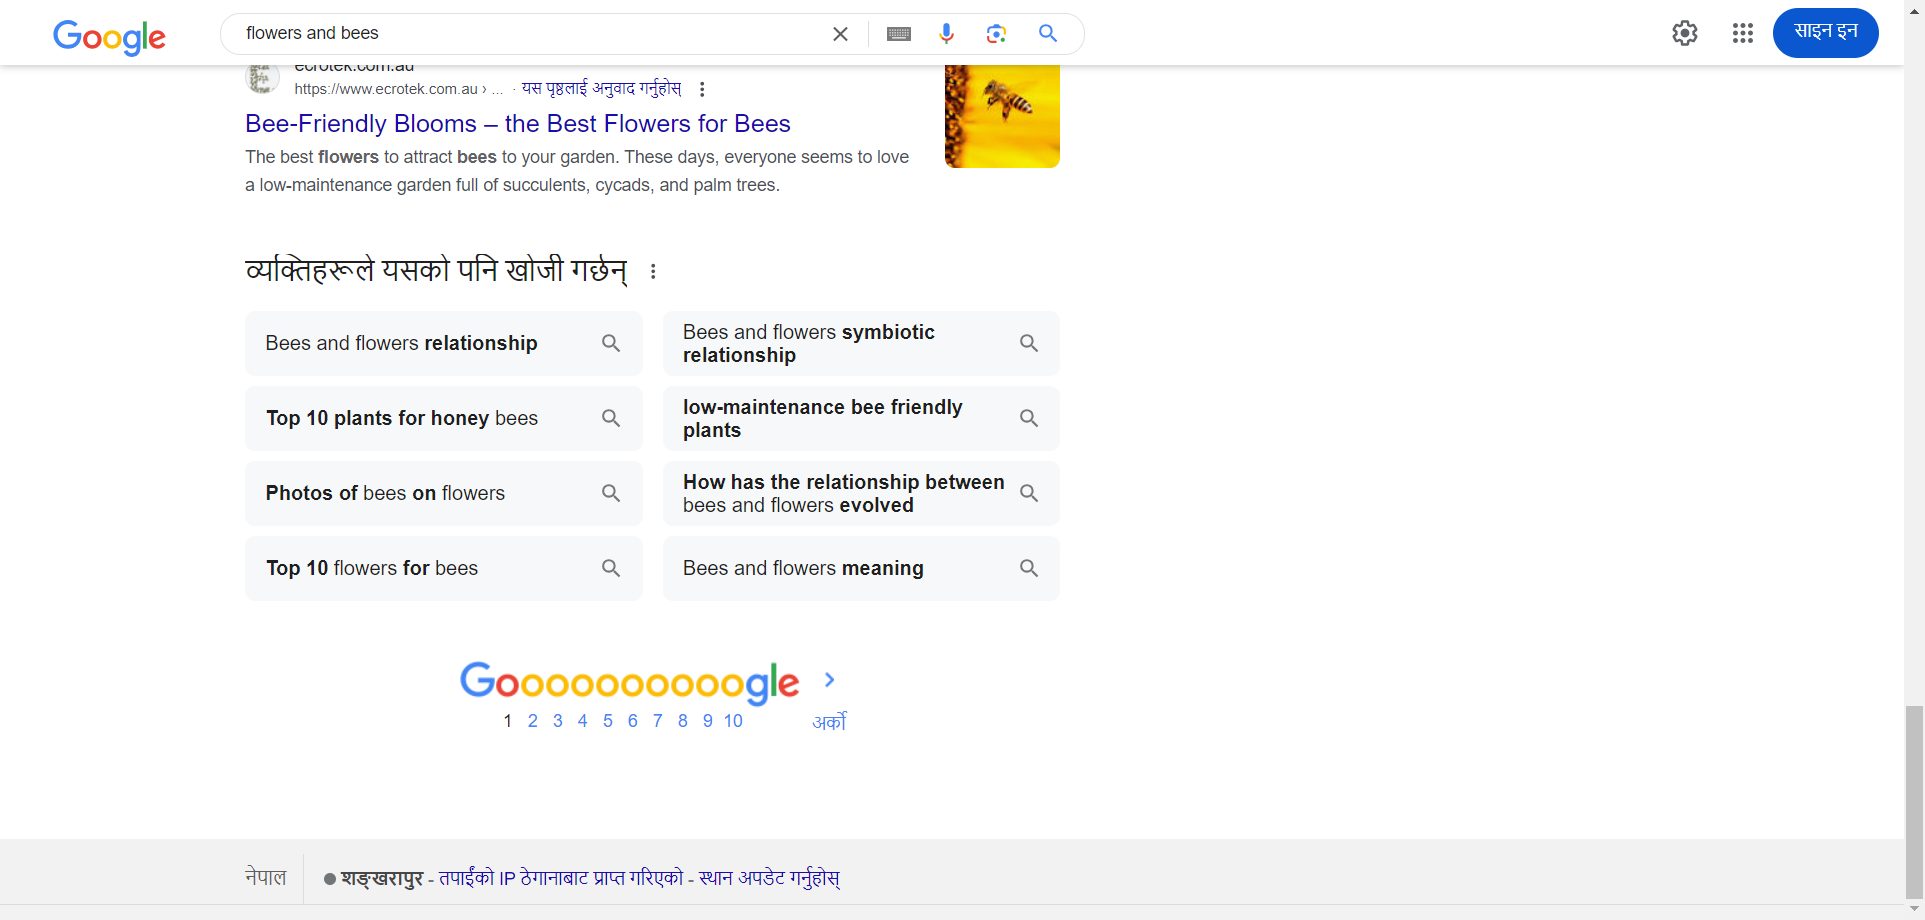 Google
flowers and bees
साइन इन
ecrotek.com.au
https://www.ecrotek.com.au › ... · यस पृष्ठलाई अनुवाद गर्नुहोस्
Bee-Friendly Blooms – the Best Flowers for Bees
The best flowers to attract bees to your garden. These days, everyone seems to love
a low-maintenance garden full of succulents, cycads, and palm trees.
व्यक्तिहरूले यसको पनि खोजी गर्छन्
Bees and flowers relationship
Bees and flowers symbiotic
relationship
Top 10 plants for honey bees
low-maintenance bee friendly
plants
Photos of bees on flowers
How has the relationship between
bees and flowers evolved
Top 10 flowers for bees
Bees and flowers meaning
Goooooooooogle
1 2 3 4 5 6 7 8 9 10 अर्को
नेपाल
शङ्खरापुर - तपाईंको IP ठेगानाबाट प्राप्त गरिएको - स्थान अपडेट गर्नुहोस्